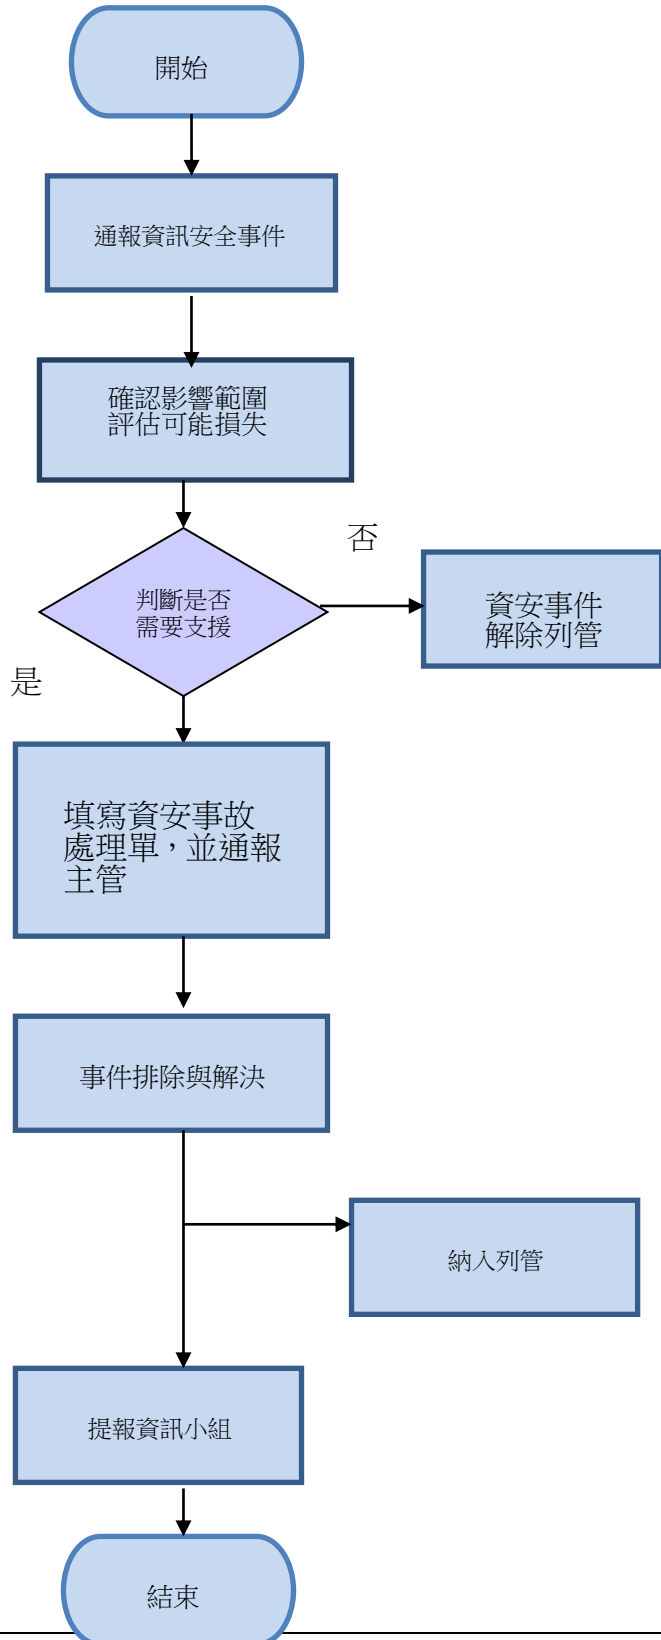 開始
通報資訊安全事件
確認影響範圍
評估可能損失
否
判斷是否
需要支援
資安事件
解除列管
是
填寫資安事故
處理單，並通報
主管
事件排除與解決
納入列管
提報資訊小組
結束